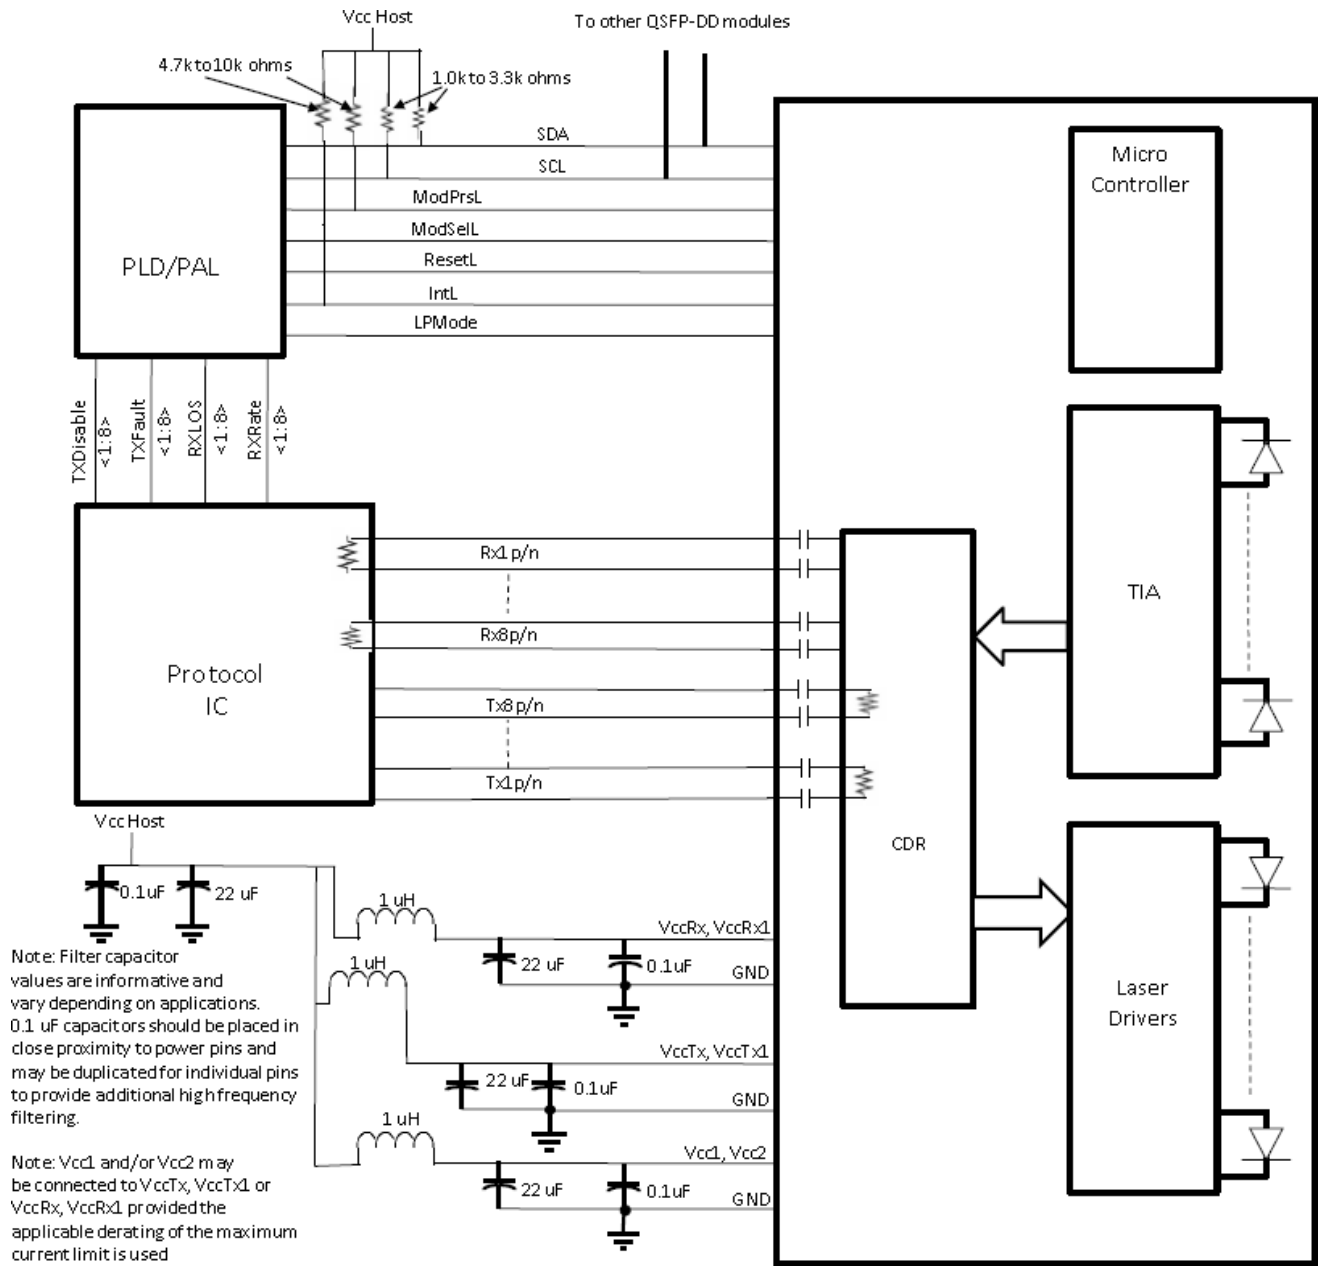 Vcc Host
To other QSFP-DD modules
4.7k to 10k ohms
1.0k to 3.3k ohms
SDA
SCL
ModPrsL
ModSelL
ResetL
IntL
LPMode
PLD/PAL
Micro
Controller
TXDisable
<1:8>
TXFault
<1:8>
RXLOS
<1:8>
RXRate
<1:8>
Rx1 p/n
Rx8p/n
Tx8p/n
Tx1p/n
Protocol
IC
TIA
CDR
Laser
Drivers
Vcc Host
0.1uF
22 uF
1 uH
VccRx, VccRx1
22 uF
0.1uF
GND
1 uH
VccTx, VccTx1
22 uF
0.1uF
GND
1 uH
Vcc1, Vcc2
22 uF
0.1uF
GND
Note: Filter capacitor
values are informative and
vary depending on applications.
0.1 uF capacitors should be placed in
close proximity to power pins and
may be duplicated for individual pins
to provide additional high frequency
filtering.
Note: Vcc1 and/or Vcc2 may
be connected to VccTx, VccTx1 or
VccRx, VccRx1 provided the
applicable derating of the maximum
current limit is used